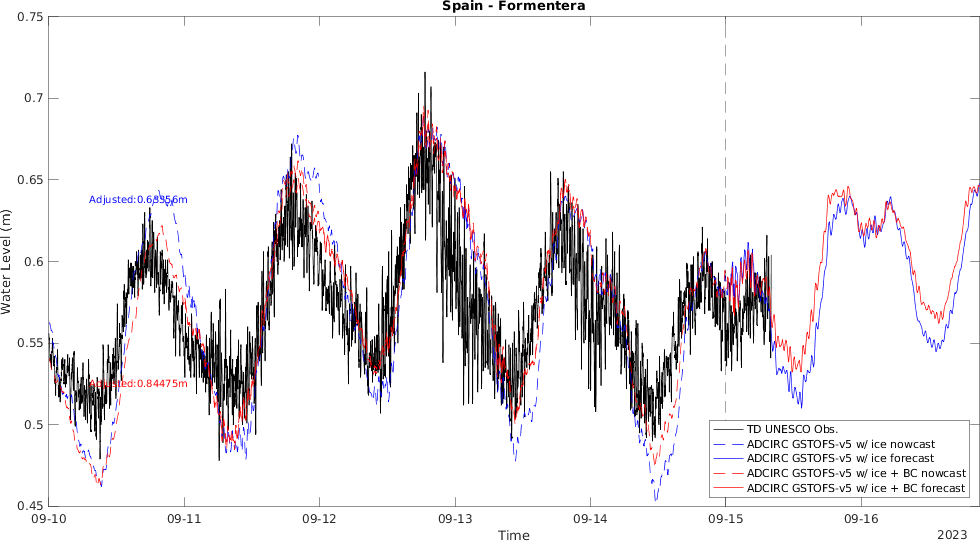 Spain - Formentera
0.75
0.7
0.65
0.6
0.55
0.5
0.45
Water Level (m)
Adjusted:0.63356m
Adjusted:0.84475m
TD UNESCO Obs.
ADCIRC GSTOFS-v5 w/ ice nowcast
ADCIRC GSTOFS-v5 w/ ice forecast
ADCIRC GSTOFS-v5 w/ ice + BC nowcast
ADCIRC GSTOFS-v5 w/ ice + BC forecast
09-10 09-11 09-12 09-13 09-14 09-15 09-16
Time
2023